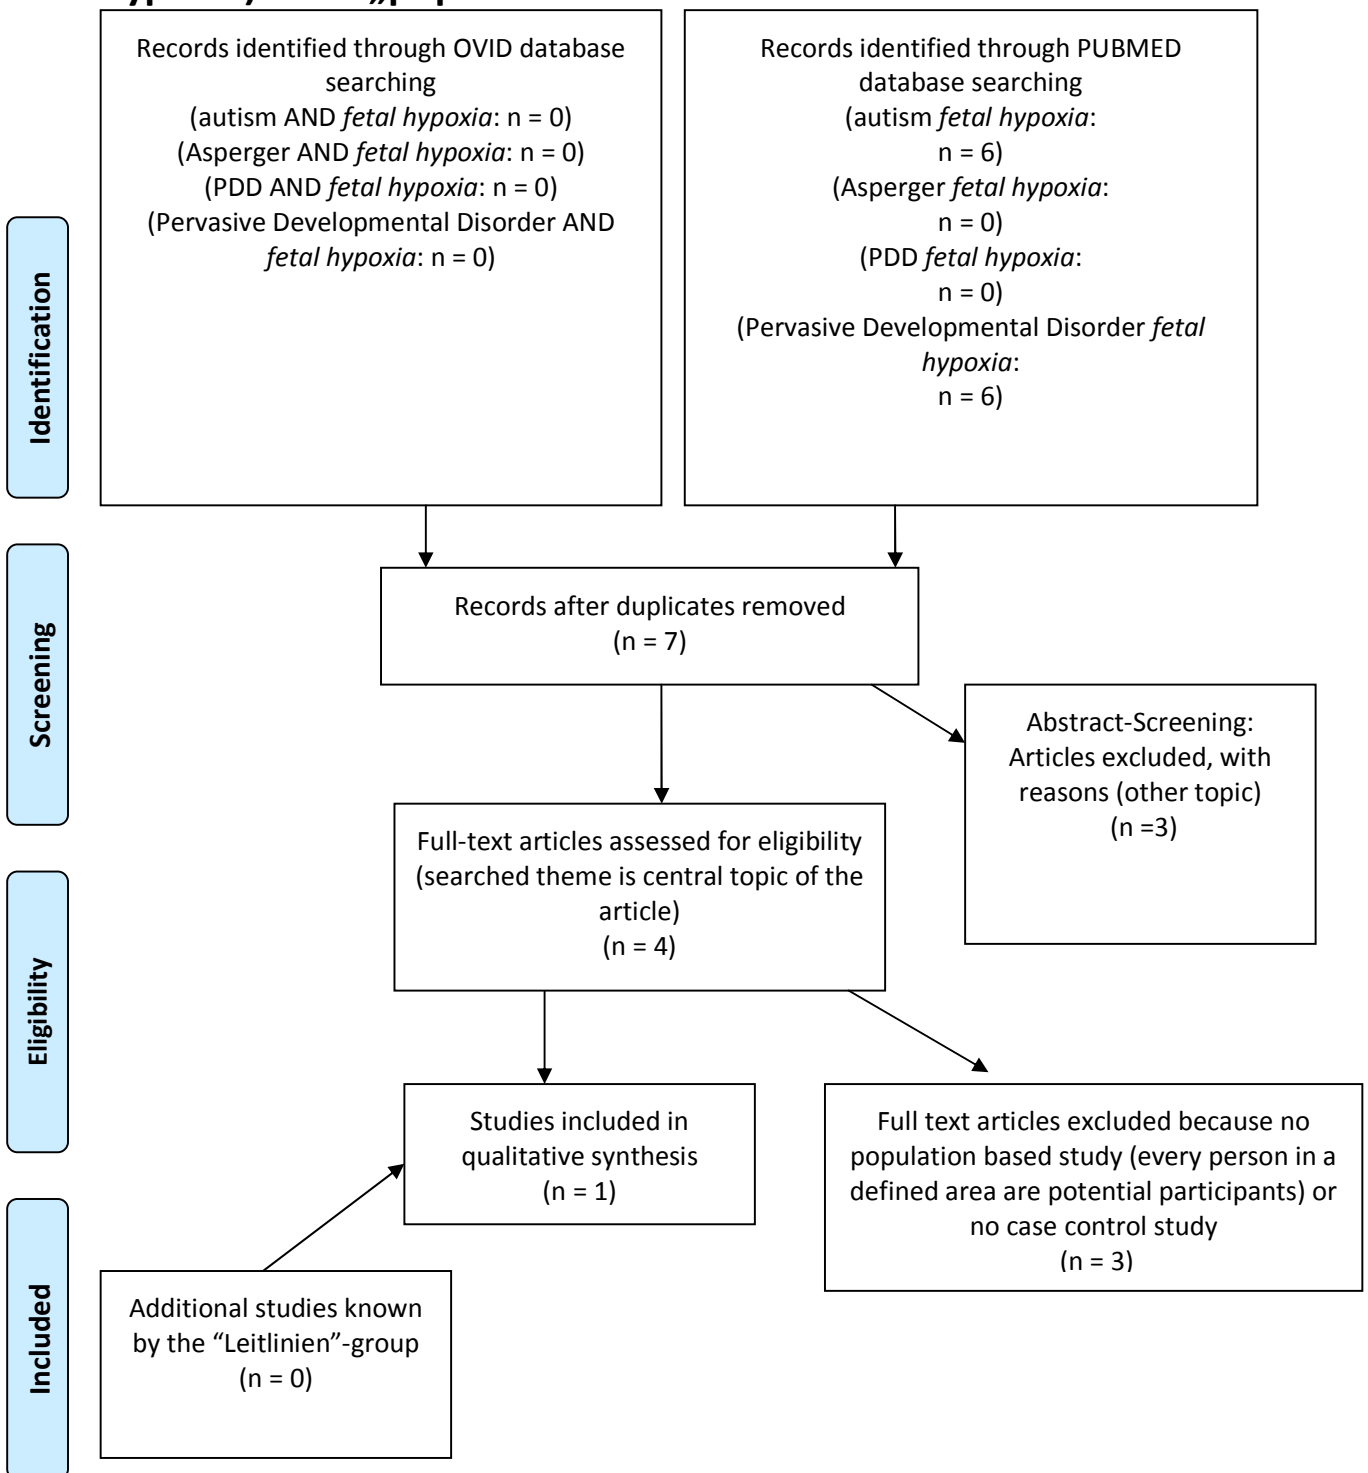 Records identified through OVID database
searching
(autism AND fetal hypoxia: n = 0)
(Asperger AND fetal hypoxia: n = 0)
(PDD AND fetal hypoxia: n = 0)
(Pervasive Developmental Disorder AND
fetal hypoxia: n = 0)
Records identified through PUBMED
database searching
(autism fetal hypoxia:
n = 6)
(Asperger fetal hypoxia:
n = 0)
(PDD fetal hypoxia:
n = 0)
(Pervasive Developmental Disorder fetal
hypoxia:
n = 6)
Identification
Records after duplicates removed
(n = 7)
Screening
Abstract-Screening:
Articles excluded, with
reasons (other topic)
(n =3)
Full-text articles assessed for eligibility
(searched theme is central topic of the
article)
(n = 4)
Eligibility
Studies included in
qualitative synthesis
(n = 1)
Full text articles excluded because no
population based study (every person in a
defined area are potential participants) or
no case control study
(n = 3)
Included
Additional studies known
by the “Leitlinien”-group
(n = 0)